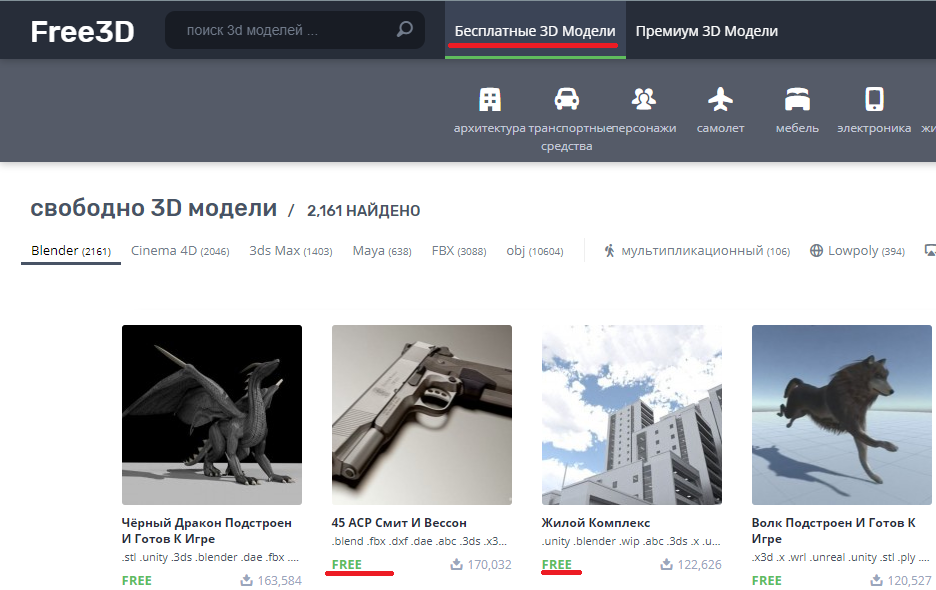 Free3D
поиск 3d моделей ...
Бесплатные 3D Модели
Премиум 3D Модели
архитектура
транспортные средства
персонажи
самолет
мебель
электроника
жи
свободно 3D модели / 2,161 НАЙДЕНО
Blender (2161)
Cinema 4D (2046)
3ds Max (1403)
Maya (638)
FBX (3088)
obj (10604)
мультипликационный (106)
Lowpoly (394)
Чёрный Дракон Подстроен
И Готов К Игре
.stl .unity .3ds .blender .dae .fbx ....
FREE
163,584
45 АСР Смит И Вессон
.blend .fbx .dxf .dae .abc .3ds .x3...
FREE
170,032
Жилой Комплекс
.unity .blender .wip .abc .3ds .x .u...
FREE
122,626
Волк Подстроен И Готов К
Игре
.x3d .x .wrl .unreal .unity .stl .ply ....
FREE
120,527